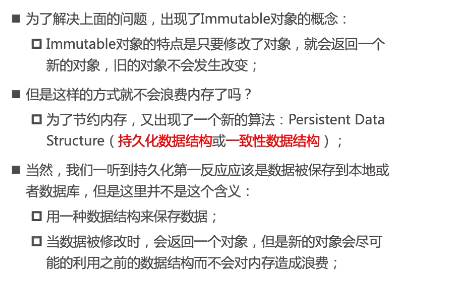 ■ 为了解决上面的问题，出现了Immutable对象的概念：
❑ Immutable对象的特点是只要修改了对象，就会返回一个
新的对象，旧的对象不会发生改变；
■ 但是这样的方式就不会浪费内存了吗？
❑ 为了节约内存，又出现了一个新的算法：Persistent Data
Structure（持久化数据结构或一致性数据结构）；
■ 当然，我们一听到持久化第一反应应该是数据被保存到本地或
者数据库，但是这里并不是这个含义：
❑ 用一种数据结构来保存数据；
❑ 当数据被修改时，会返回一个对象，但是新的对象会尽可
能的利用之前的数据结构而不会对内存造成浪费；